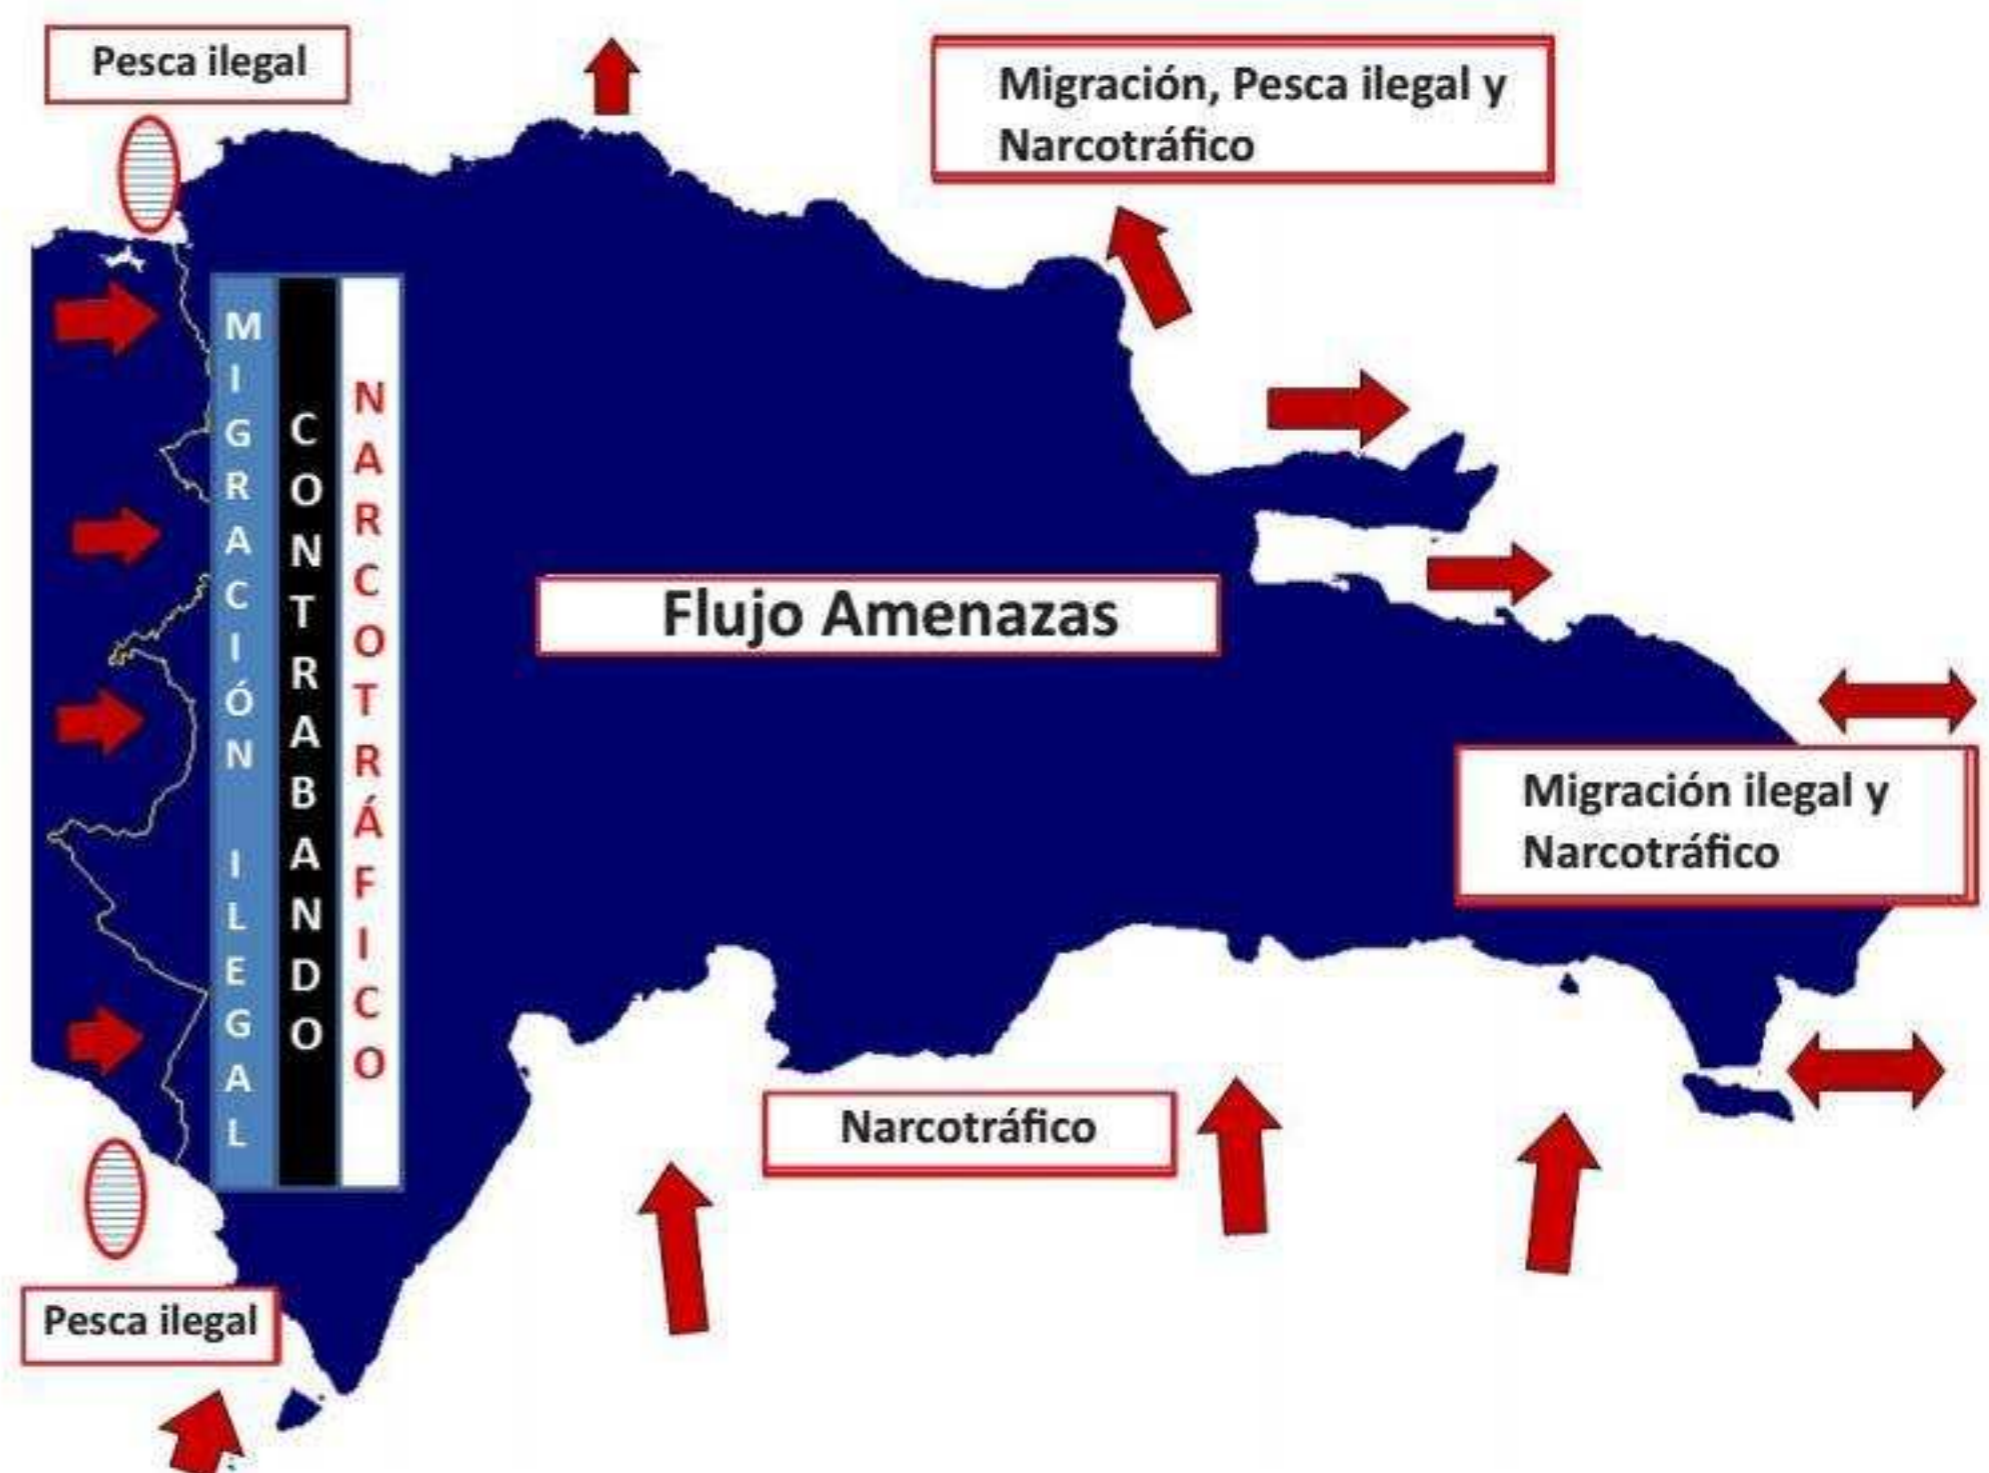 Pesca ilegal
Migración, Pesca ilegal y
Narcotráfico
MIGRACIÓN ILEGAL
CONTRABANDO
NARCOTRÁFICO
Flujo Amenazas
Migración ilegal y
Narcotráfico
Narcotráfico
Pesca ilegal